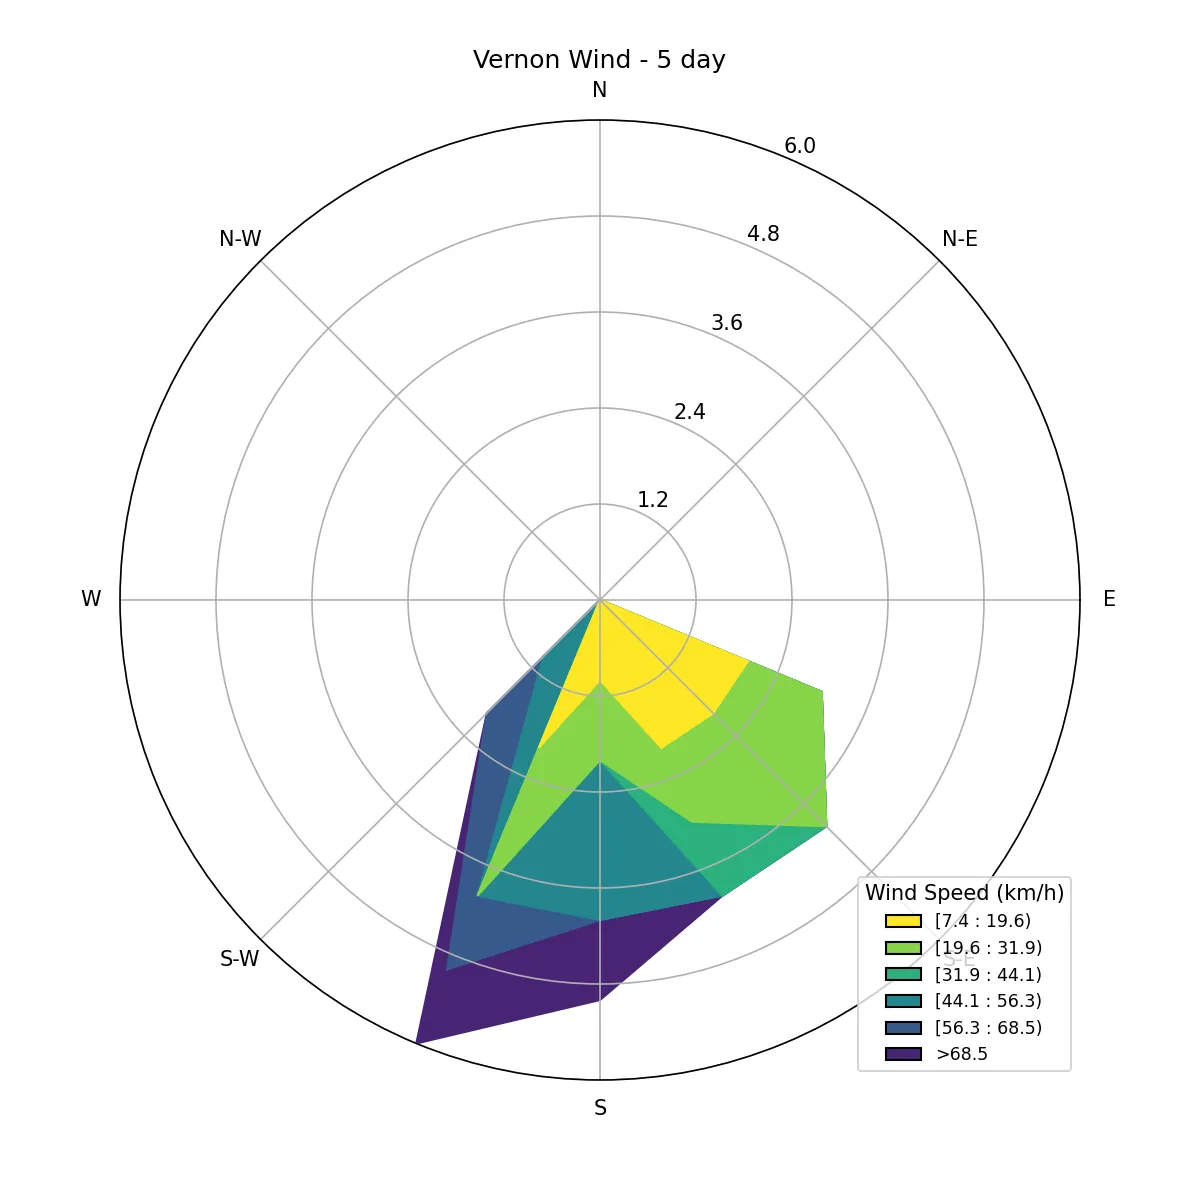 Vernon Wind - 5 day
N
6.0
4.8
N-W
N-E
3.6
2.4
1.2
W
E
S-W
S-E
Wind Speed (km/h)
[7.4 : 19.6)
[19.6 : 31.9)
[31.9 : 44.1)
[44.1 : 56.3)
[56.3 : 68.5)
>68.5
S